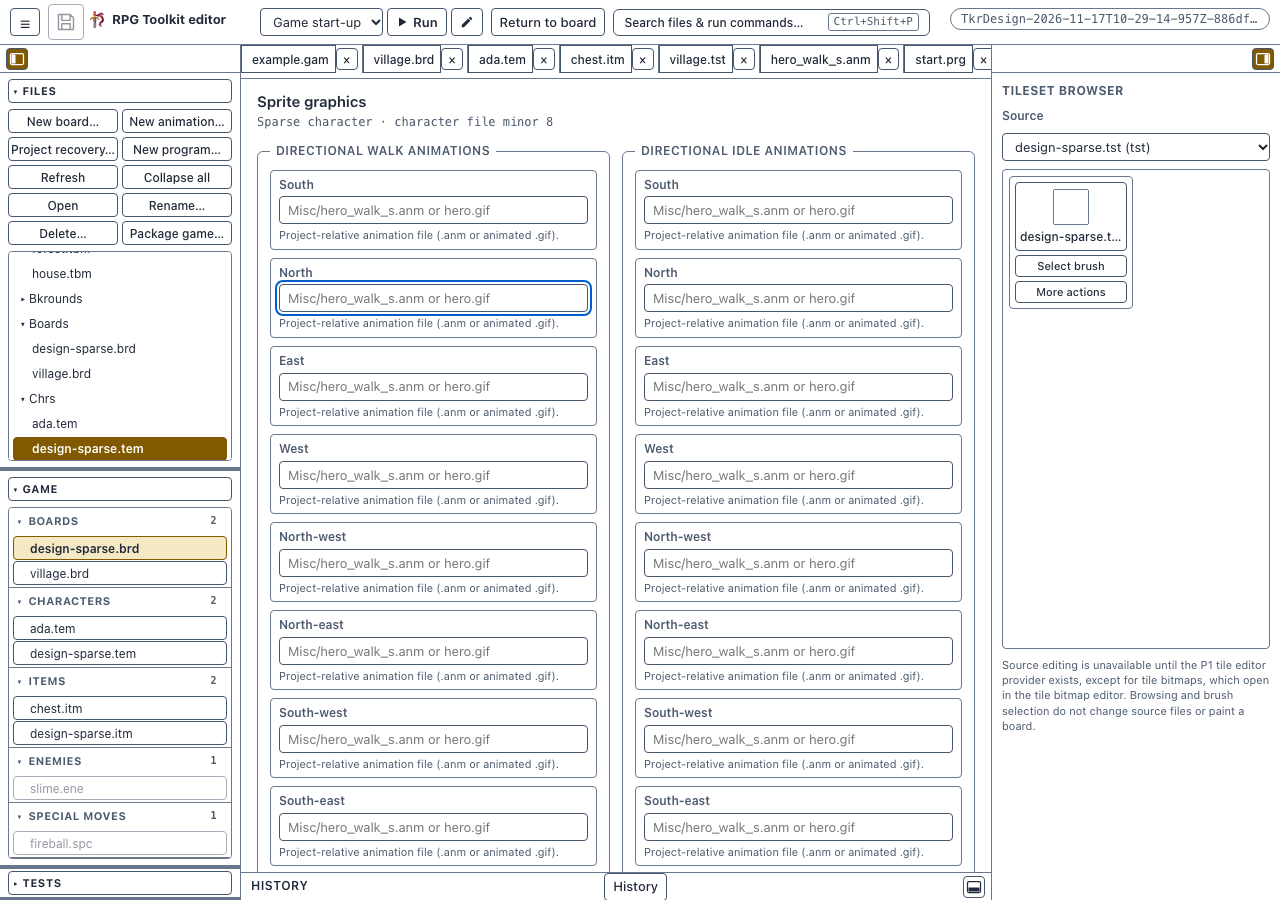 RPG Toolkit editor
Game start-up
Run
Return to board
Search files & run commands...
Ctrl+Shift+P
TkrDesign-2026-11-17T10-29-14-957Z-886df…
example.gam ×
village.brd ×
ada.tem ×
chest.itm ×
village.tst ×
hero_walk_s.anm ×
start.prg ×
FILES
New board...
New animation...
Project recovery...
New program...
Refresh
Collapse all
Open
Rename...
Delete...
Package game...
house.tbm
Bkrounds
Boards
design-sparse.brd
village.brd
Chrs
ada.tem
design-sparse.tem
GAME
BOARDS 2
design-sparse.brd
village.brd
CHARACTERS 2
ada.tem
design-sparse.tem
ITEMS 2
chest.itm
design-sparse.itm
ENEMIES 1
slime.ene
SPECIAL MOVES 1
fireball.spc
TESTS
Sprite graphics
Sparse character · character file minor 8
DIRECTIONAL WALK ANIMATIONS
South
Misc/hero_walk_s.anm or hero.gif
Project-relative animation file (.anm or animated .gif).
North
Misc/hero_walk_s.anm or hero.gif
Project-relative animation file (.anm or animated .gif).
East
Misc/hero_walk_s.anm or hero.gif
Project-relative animation file (.anm or animated .gif).
West
Misc/hero_walk_s.anm or hero.gif
Project-relative animation file (.anm or animated .gif).
North-west
Misc/hero_walk_s.anm or hero.gif
Project-relative animation file (.anm or animated .gif).
North-east
Misc/hero_walk_s.anm or hero.gif
Project-relative animation file (.anm or animated .gif).
South-west
Misc/hero_walk_s.anm or hero.gif
Project-relative animation file (.anm or animated .gif).
South-east
Misc/hero_walk_s.anm or hero.gif
Project-relative animation file (.anm or animated .gif).
DIRECTIONAL IDLE ANIMATIONS
South
Misc/hero_walk_s.anm or hero.gif
Project-relative animation file (.anm or animated .gif).
North
Misc/hero_walk_s.anm or hero.gif
Project-relative animation file (.anm or animated .gif).
East
Misc/hero_walk_s.anm or hero.gif
Project-relative animation file (.anm or animated .gif).
West
Misc/hero_walk_s.anm or hero.gif
Project-relative animation file (.anm or animated .gif).
North-west
Misc/hero_walk_s.anm or hero.gif
Project-relative animation file (.anm or animated .gif).
North-east
Misc/hero_walk_s.anm or hero.gif
Project-relative animation file (.anm or animated .gif).
South-west
Misc/hero_walk_s.anm or hero.gif
Project-relative animation file (.anm or animated .gif).
South-east
Misc/hero_walk_s.anm or hero.gif
Project-relative animation file (.anm or animated .gif).
HISTORY
History
TILESET BROWSER
Source
design-sparse.tst (tst)
design-sparse.t...
Select brush
More actions
Source editing is unavailable until the P1 tile editor
provider exists, except for tile bitmaps, which open
in the tile bitmap editor. Browsing and brush
selection do not change source files or paint a
board.